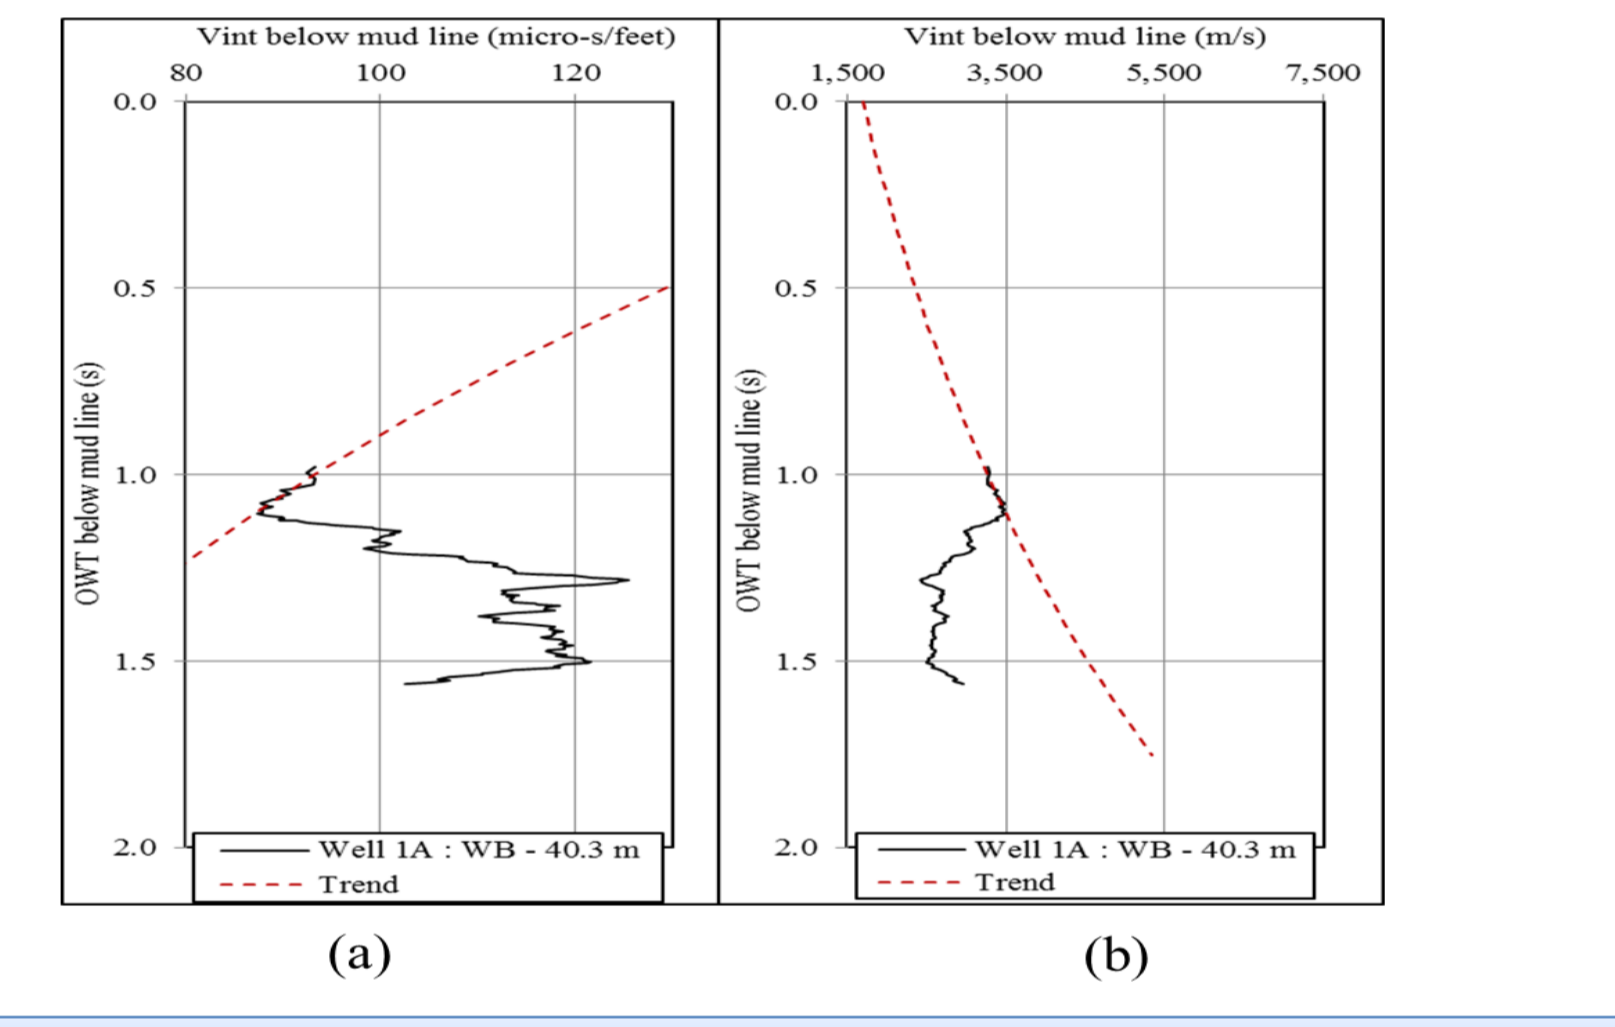 Vint below mud line (micro-s/feet)
80 100 120
0.0
0.5
1.0
1.5
2.0
OWT below mud line (s)
Well 1A : WB - 40.3 m
Trend
(a)
Vint below mud line (m/s)
1,500 3,500 5,500 7,500
0.0
0.5
1.0
1.5
2.0
OWT below mud line (s)
Well 1A : WB - 40.3 m
Trend
(b)